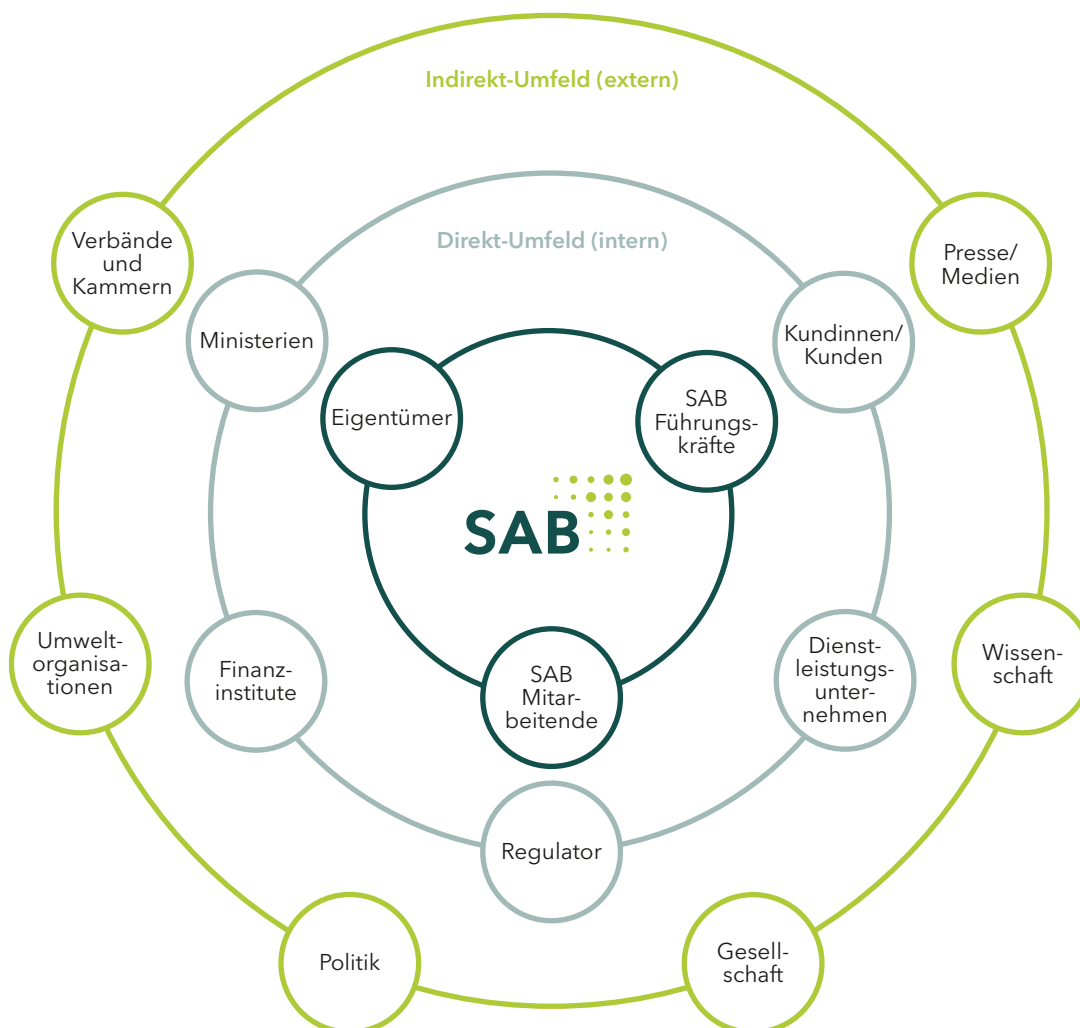 Indirekt-Umfeld (extern)
Verbände
und
Kammern
Presse/
Medien
Direkt-Umfeld (intern)
Ministerien
Kundinnen/
Kunden
Eigentümer
SAB
Führungs-
kräfte
SAB
Umwelt-
organisa-
tionen
Finanz-
institute
SAB
Mitar-
beitende
Dienst-
leistungs-
unter-
nehmen
Wissen-
schaft
Regulator
Politik
Gesell-
schaft